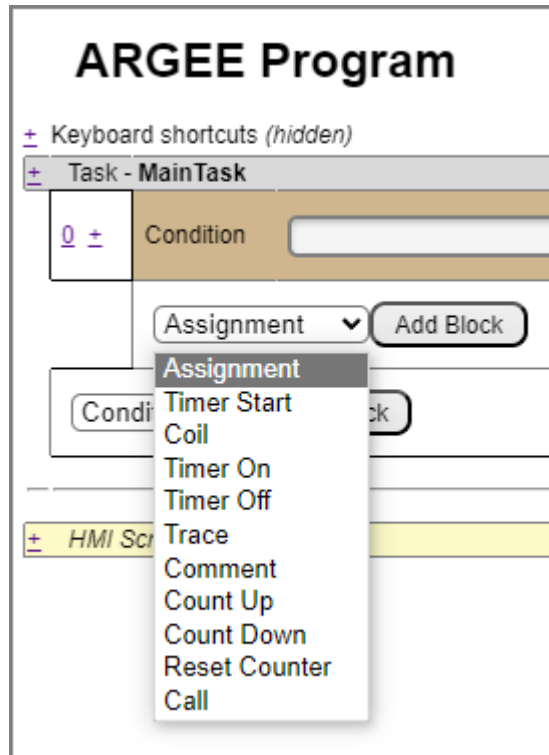 ARGEE Program
+ Keyboard shortcuts (hidden)
+ Task - MainTask
0 + Condition
Assignment Add Block
Assignment
Timer Start
Coil
Timer On
Timer Off
Trace
Comment
Count Up
Count Down
Reset Counter
Call
+ HMI